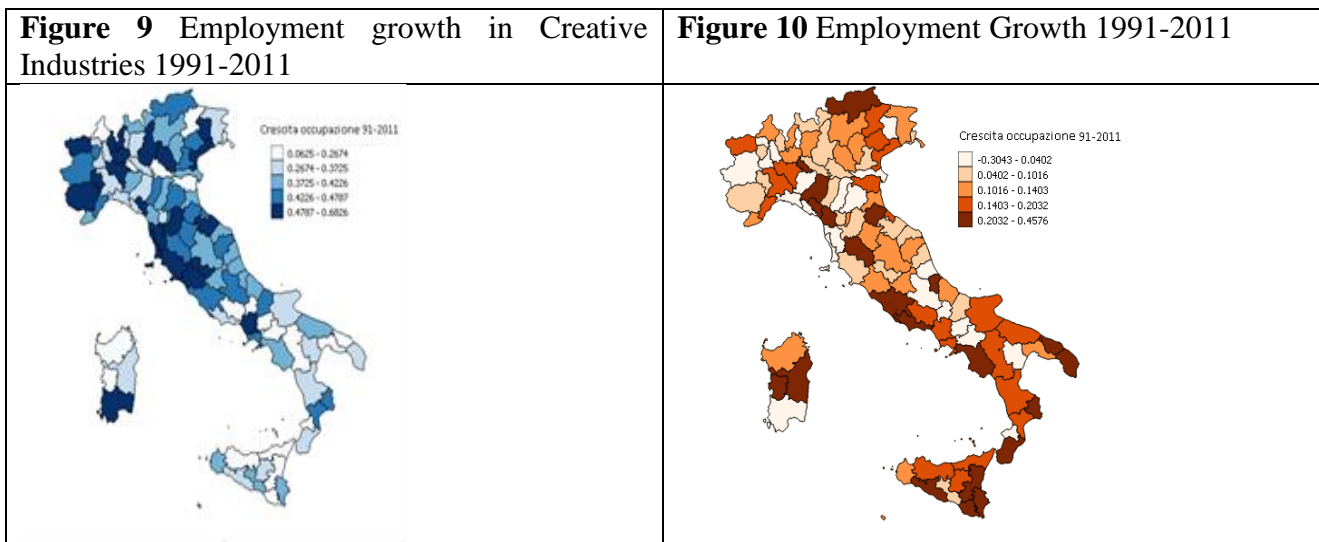 Figure 9 Employment growth in Creative
Industries 1991-2011
Figure 10 Employment Growth 1991-2011
Crescita occupazione 91-2011
0.0625 - 0.2674
0.2674 - 0.3725
0.3725 - 0.4226
0.4226 - 0.4787
0.4787 - 0.6826
Crescita occupazione 91-2011
-0.3043 - 0.0402
0.0402 - 0.1016
0.1016 - 0.1403
0.1403 - 0.2032
0.2032 - 0.4576